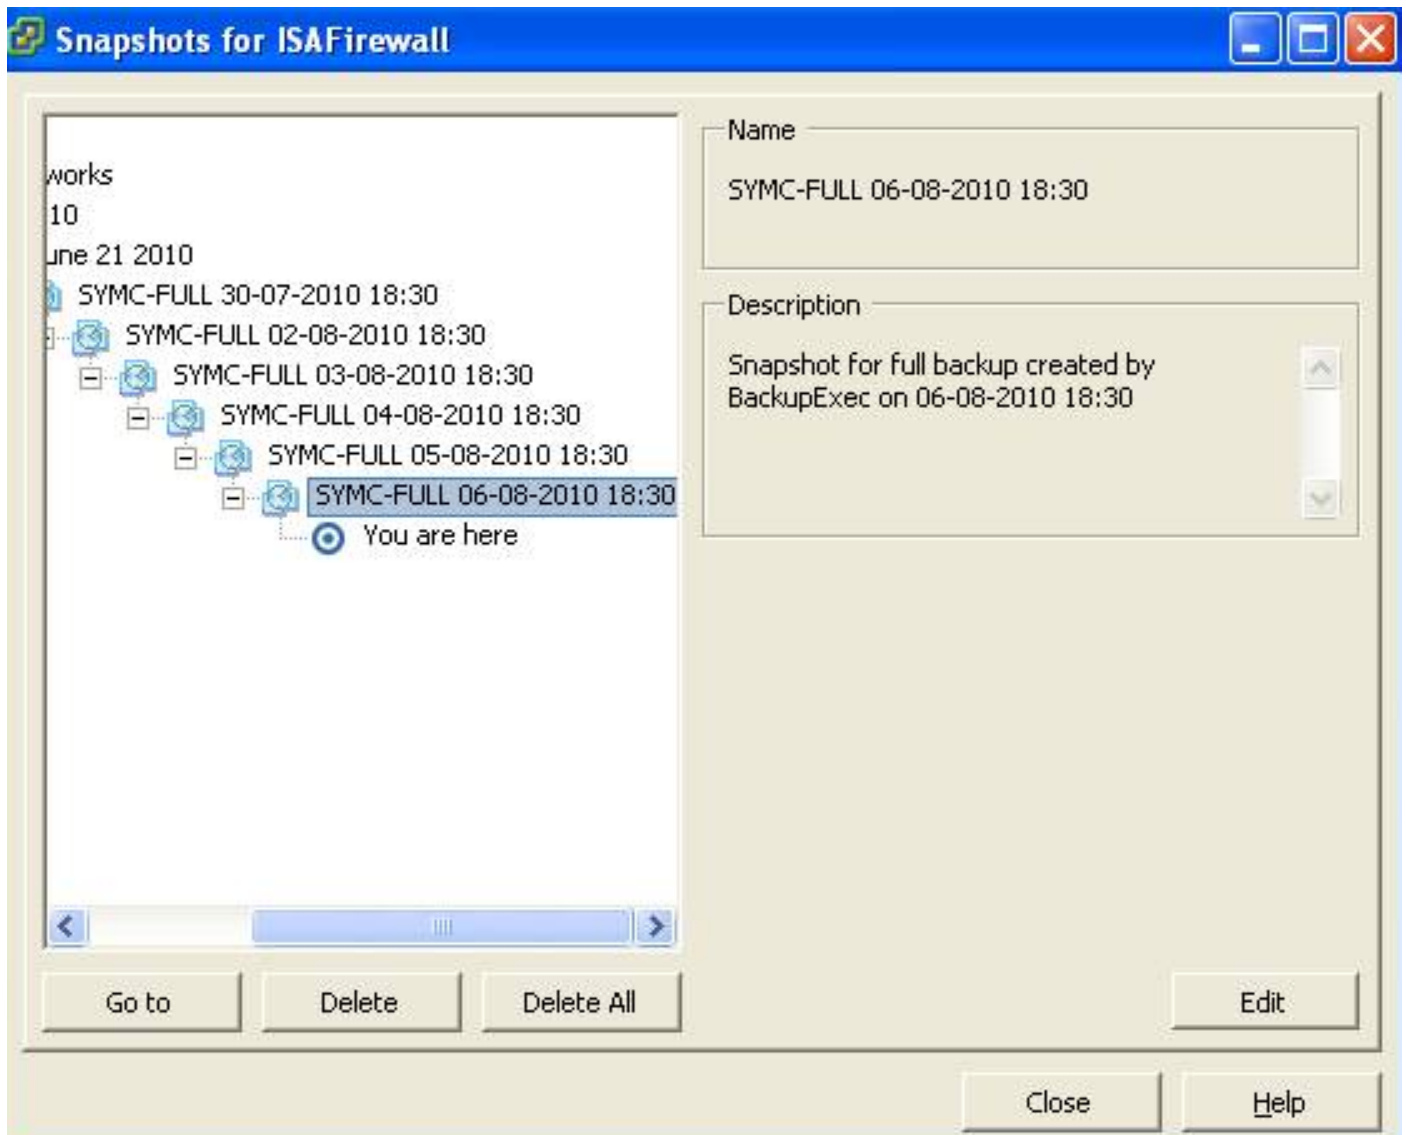 Snapshots for ISAFirewall
works
10
une 21 2010
SYMC-FULL 30-07-2010 18:30
SYMC-FULL 02-08-2010 18:30
SYMC-FULL 03-08-2010 18:30
SYMC-FULL 04-08-2010 18:30
SYMC-FULL 05-08-2010 18:30
SYMC-FULL 06-08-2010 18:30
You are here
Name
SYMC-FULL 06-08-2010 18:30
Description
Snapshot for full backup created by
BackupExec on 06-08-2010 18:30
Go to
Delete
Delete All
Edit
Close
Help